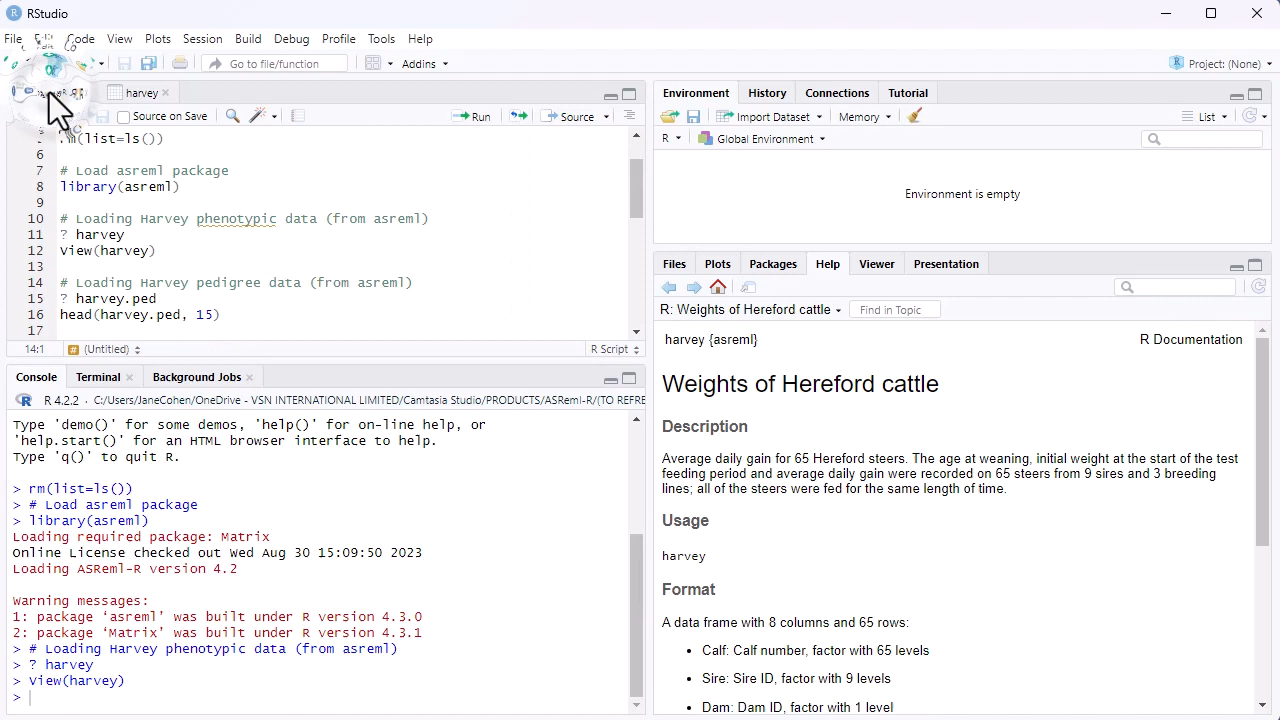 RStudio
File Edit Code View Plots Session Build Debug Profile Tools Help
Go to file/function
Addins
Project: (None)
harvey
Source on Save
Run
Source
rm(list=ls())
6
7 # Load asreml package
8 library(asreml)
9
10 # Loading Harvey phenotypic data (from asreml)
11 ? harvey
12 View(harvey)
13
14 # Loading Harvey pedigree data (from asreml)
15 ? harvey.ped
16 head(harvey.ped, 15)
17
14:1 (Untitled) R Script
Console Terminal Background Jobs
R 4.2.2 · C:/Users/JaneCohen/OneDrive - VSN INTERNATIONAL LIMITED/Camtasia Studio/PRODUCTS/ASReml-R/(TO REFRE
Type 'demo()' for some demos, 'help()' for on-line help, or
'help.start()' for an HTML browser interface to help.
Type 'q()' to quit R.
> rm(list=ls())
> # Load asreml package
> library(asreml)
Loading required package: Matrix
Online License checked out Wed Aug 30 15:09:50 2023
Loading ASReml-R version 4.2
Warning messages:
1: package ‘asreml’ was built under R version 4.3.0
2: package ‘Matrix’ was built under R version 4.3.1
> # Loading Harvey phenotypic data (from asreml)
> ? harvey
> View(harvey)
>
Environment History Connections Tutorial
Import Dataset Memory List
R Global Environment
Environment is empty
Files Plots Packages Help Viewer Presentation
R: Weights of Hereford cattle Find in Topic
harvey {asreml} R Documentation
Weights of Hereford cattle
Description
Average daily gain for 65 Hereford steers. The age at weaning, initial weight at the start of the test
feeding period and average daily gain were recorded on 65 steers from 9 sires and 3 breeding
lines; all of the steers were fed for the same length of time.
Usage
harvey
Format
A data frame with 8 columns and 65 rows:
• Calf: Calf number, factor with 65 levels
• Sire: Sire ID, factor with 9 levels
• Dam: Dam ID, factor with 1 level